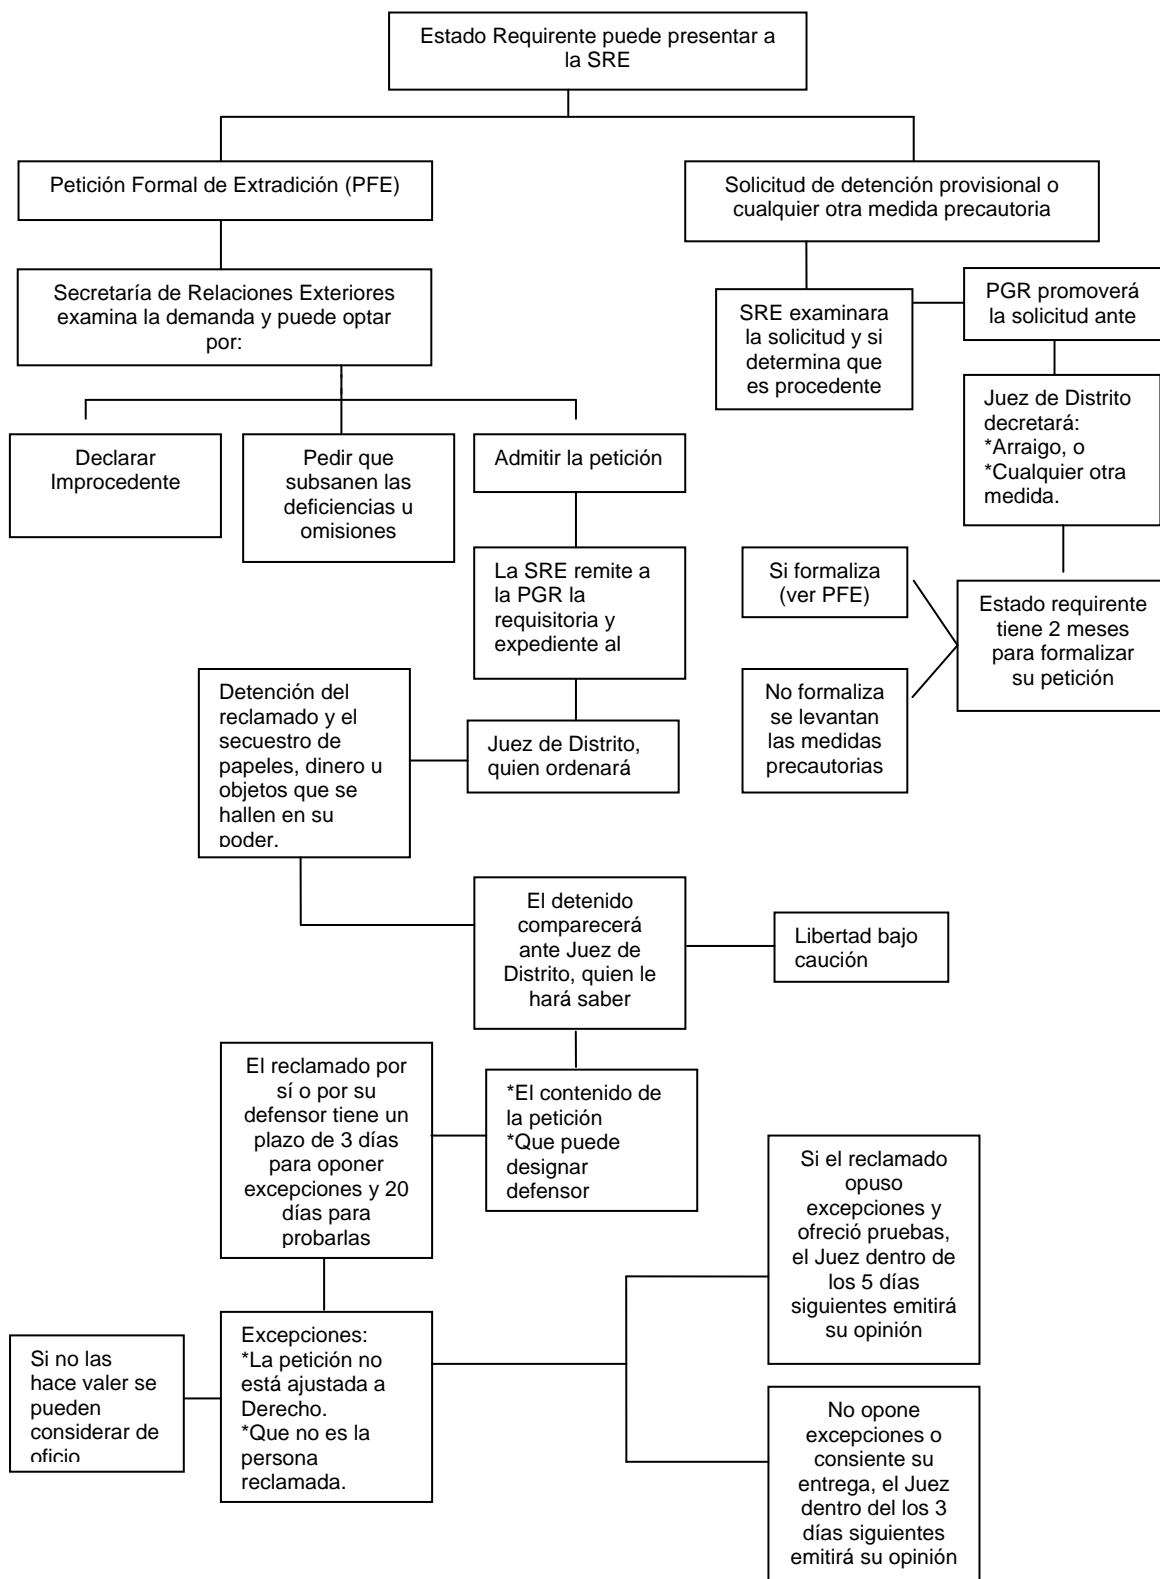 Estado Requirente puede presentar a
la SRE
Petición Formal de Extradición (PFE)
Solicitud de detención provisional o
cualquier otra medida precautoria
Secretaría de Relaciones Exteriores
examina la demanda y puede optar
por:
SRE examinara
la solicitud y si
determina que
es procedente
PGR promoverá
la solicitud ante
Juez de Distrito
decretará:
*Arraigo, o
*Cualquier otra
medida.
Declarar
Improcedente
Pedir que
subsanen las
deficiencias u
omisiones
Admitir la petición
La SRE remite a
la PGR la
requisitoria y
expediente al
Si formaliza
(ver PFE)
Estado requirente
tiene 2 meses
para formalizar
su petición
No formaliza
se levantan
las medidas
precautorias
Detención del
reclamado y el
secuestro de
papeles, dinero u
objetos que se
hallen en su
poder.
Juez de Distrito,
quien ordenará
El detenido
comparecerá
ante Juez de
Distrito, quien le
hará saber
Libertad bajo
caución
El reclamado por
sí o por su
defensor tiene un
plazo de 3 días
para oponer
excepciones y 20
días para
probarlas
*El contenido de
la petición
*Que puede
designar
defensor
Si el reclamado
opuso
excepciones y
ofreció pruebas,
el Juez dentro de
los 5 días
siguientes emitirá
su opinión
Si no las
hace valer se
pueden
considerar de
oficio
Excepciones:
*La petición no
está ajustada a
Derecho.
*Que no es la
persona
reclamada.
No opone
excepciones o
consiente su
entrega, el Juez
dentro del los 3
días siguientes
emitirá su opinión